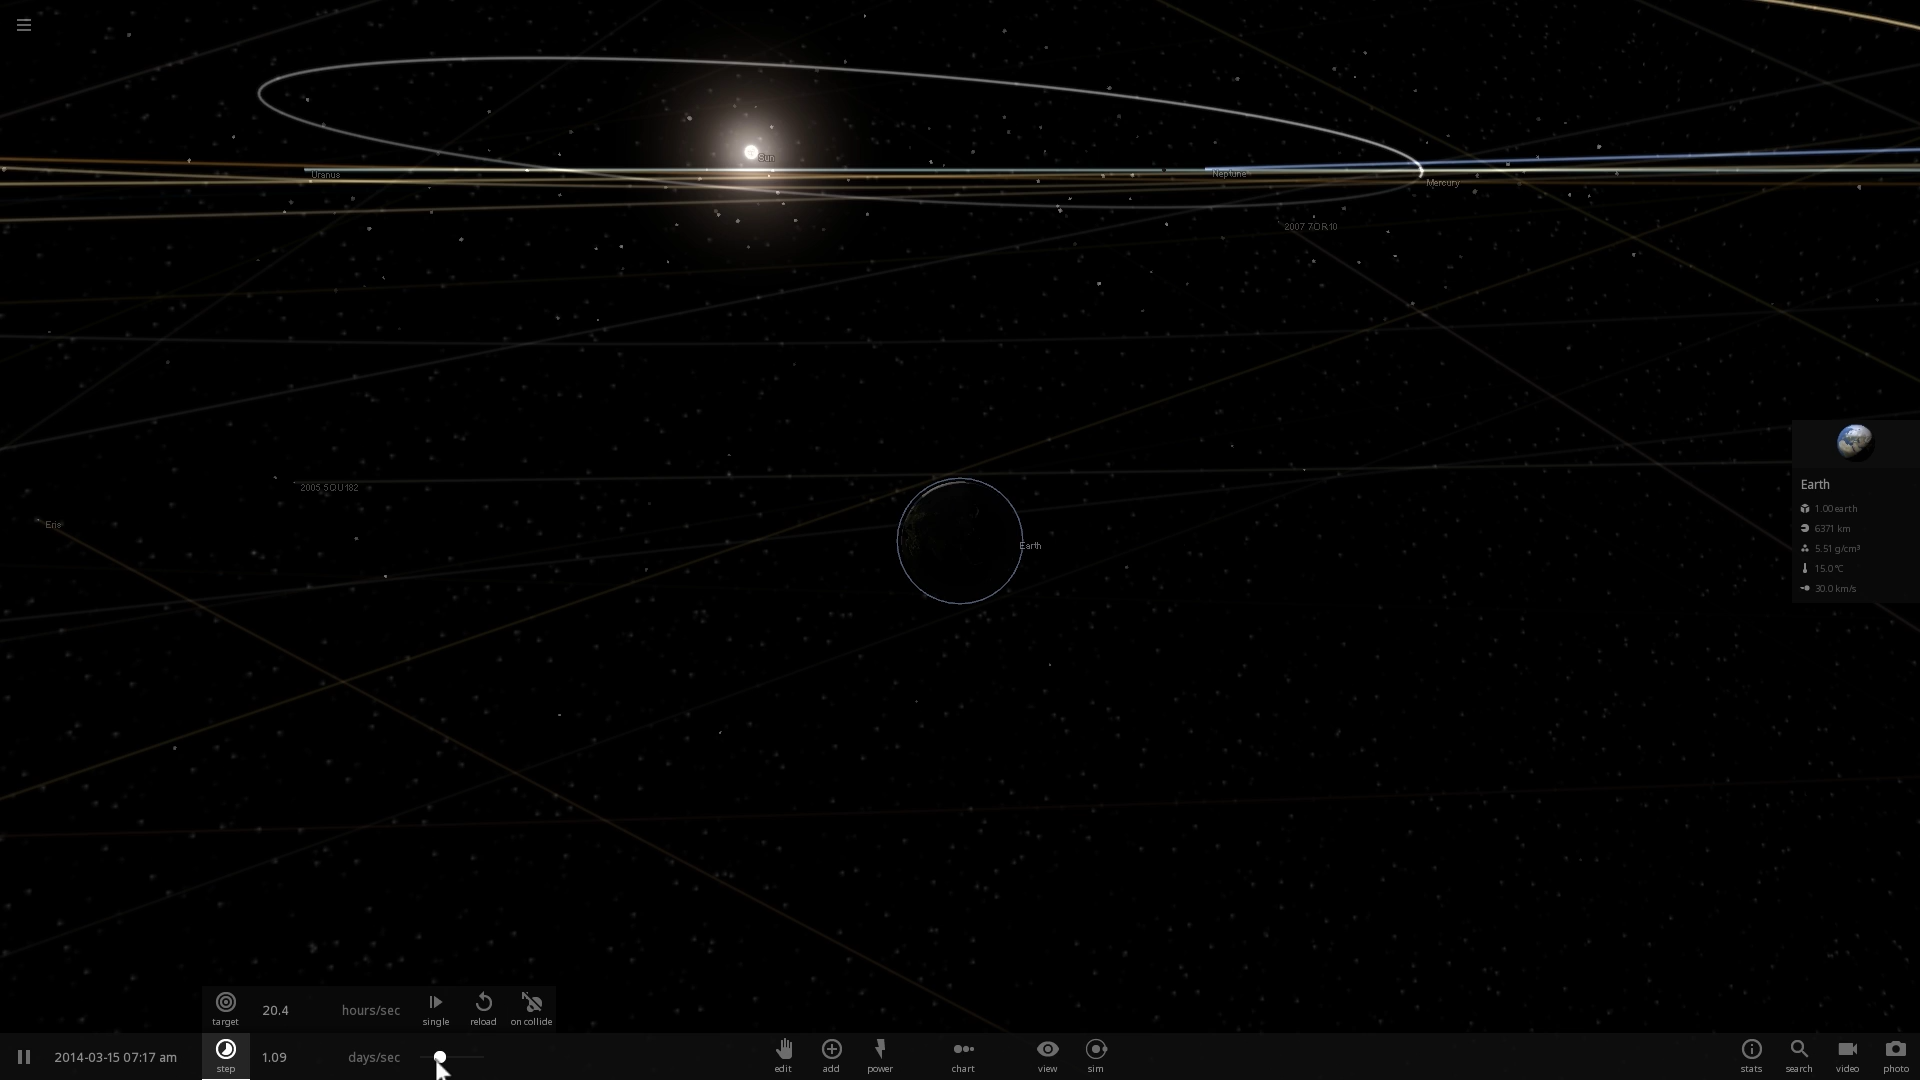 Sun
Uranus
Neptune
Mercury
2007 7OR10
2005 5QU182
Eris
Earth
Earth
1.00 earth
6371 km
5.51 g/cm³
15.0 °C
30.0 km/s
target
20.4 hours/sec
single
reload
on collide
2014-03-15 07:17 am
step
1.09 days/sec
edit
add
power
chart
view
sim
stats
search
video
photo